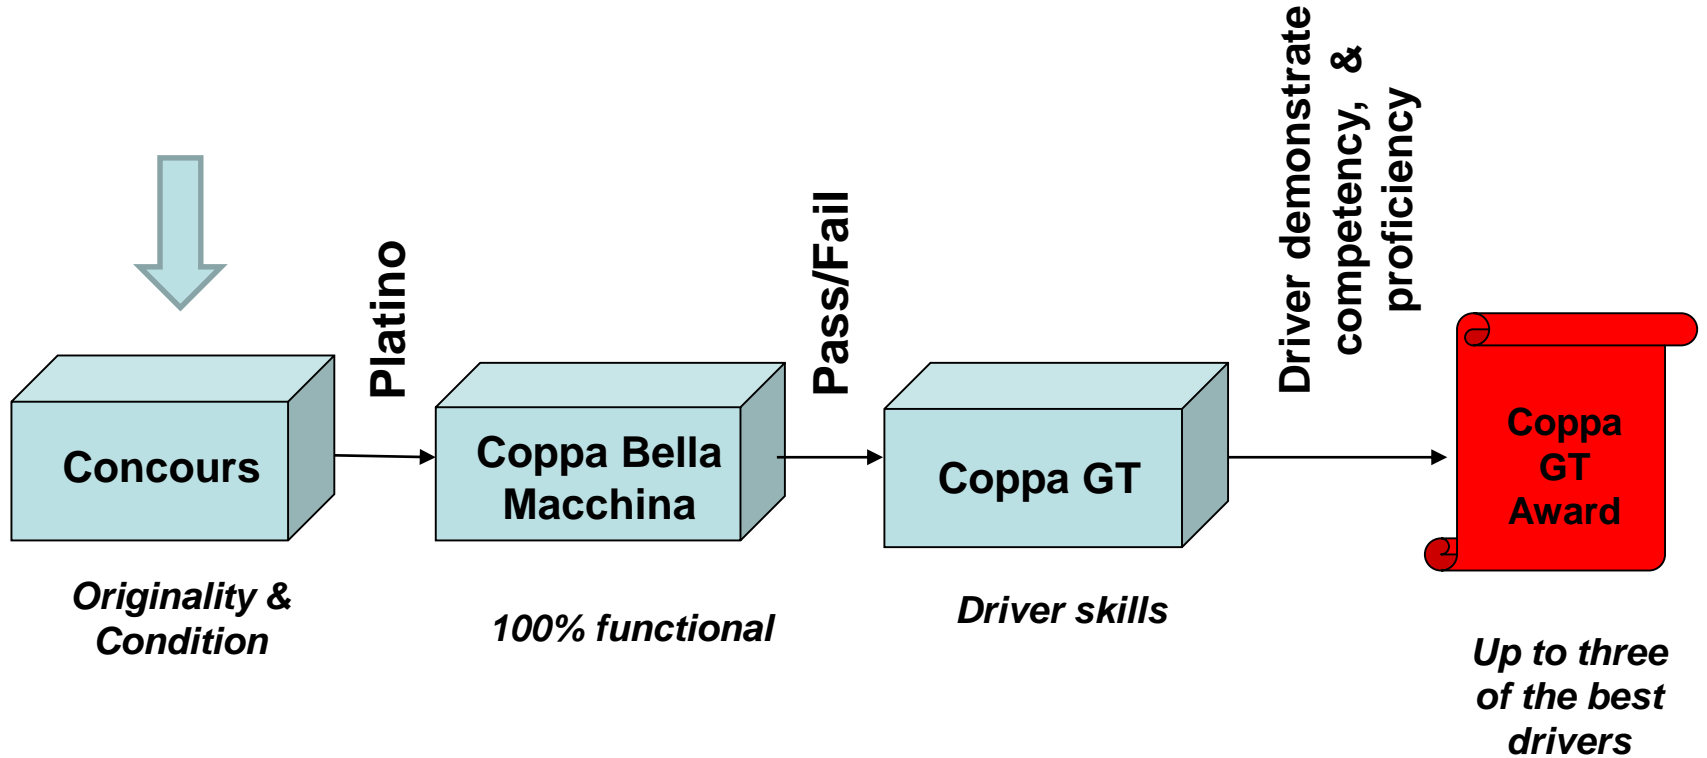 Concours
Originality &
Condition
Platino
Coppa Bella
Macchina
100% functional
Pass/Fail
Coppa GT
Driver skills
Driver demonstrate
competency, &
proficiency
Coppa
GT
Award
Up to three
of the best
drivers